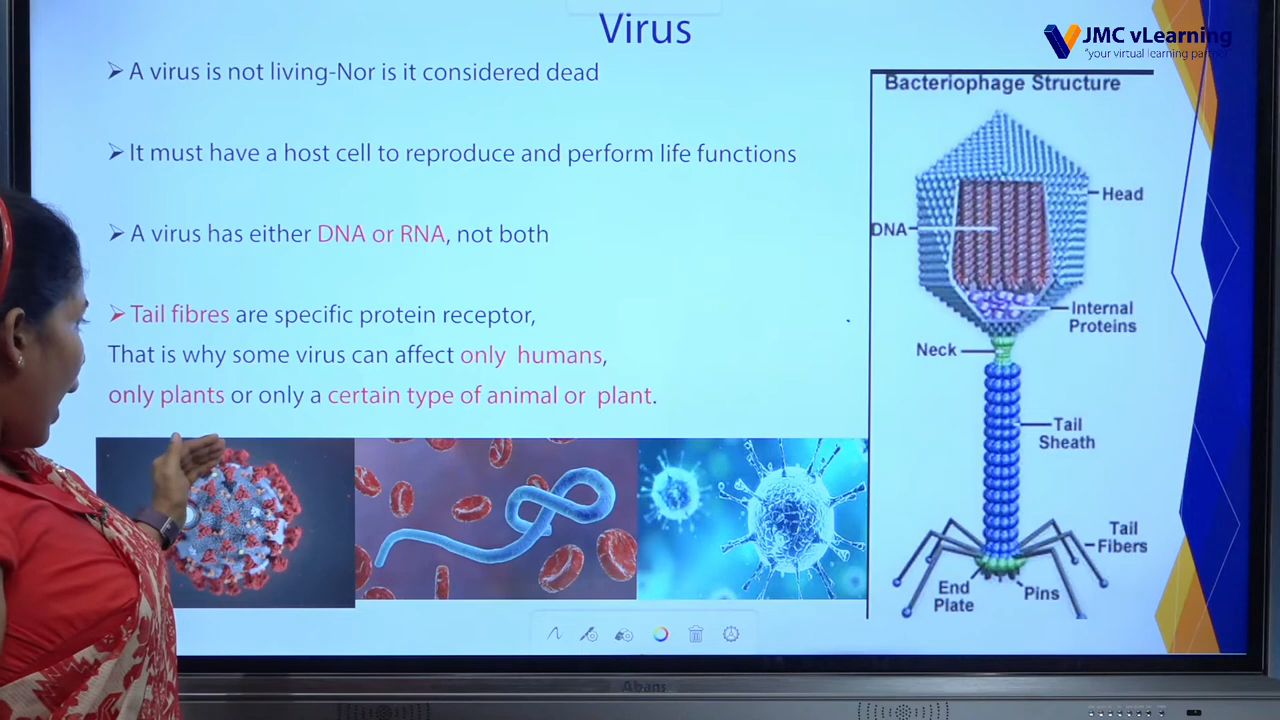 Virus
JMC vLearning
"your virtual learning partner"
➢ A virus is not living-Nor is it considered dead
➢ It must have a host cell to reproduce and perform life functions
➢ A virus has either DNA or RNA, not both
➢ Tail fibres are specific protein receptor,
That is why some virus can affect only humans,
only plants or only a certain type of animal or plant.
Bacteriophage Structure
Head
DNA
Internal
Proteins
Neck
Tail
Sheath
Tail
Fibers
End
Plate
Pins
Abans